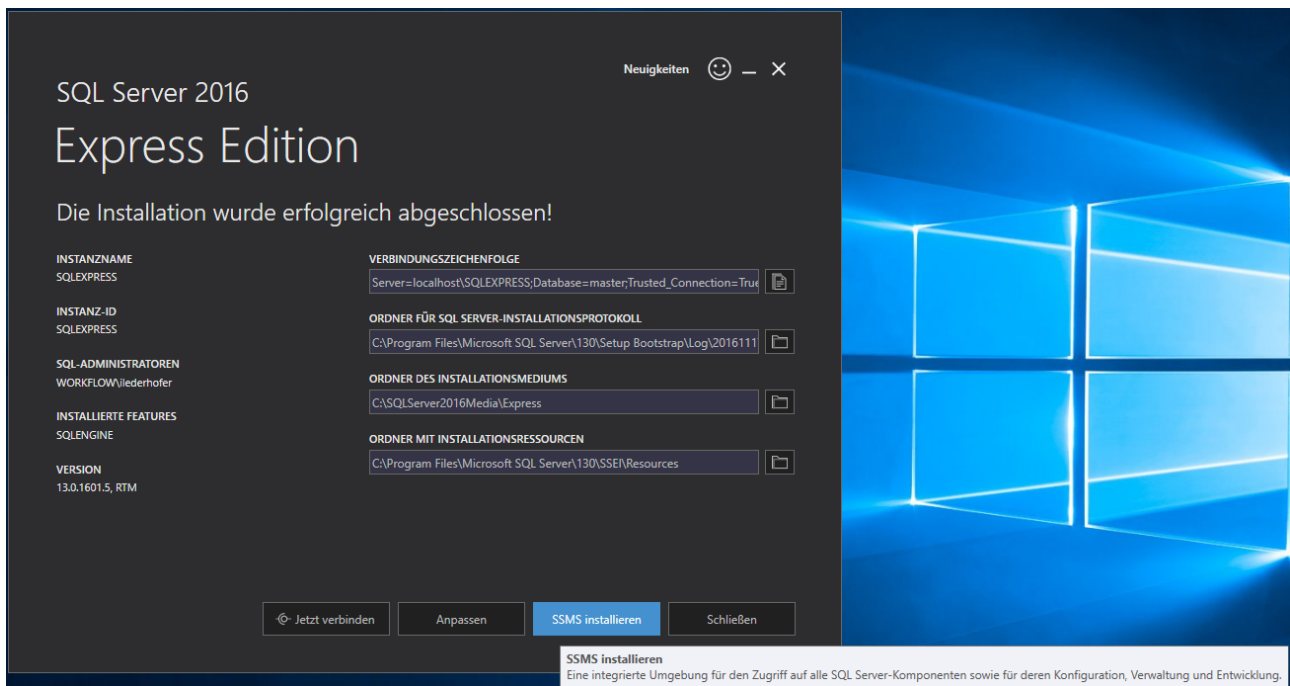 Neuigkeiten
SQL Server 2016
Express Edition
Die Installation wurde erfolgreich abgeschlossen!
INSTANZNAME
SQLEXPRESS
INSTANZ-ID
SQLEXPRESS
SQL-ADMINISTRATOREN
WORKFLOW\ilederhofer
INSTALLIERTE FEATURES
SQLENGINE
VERSION
13.0.1601.5, RTM
VERBINDUNGSZEICHENFOLGE
Server=localhost\SQLEXPRESS;Database=master;Trusted_Connection=True
ORDNER FÜR SQL SERVER-INSTALLATIONSPROTOKOLL
C:\Program Files\Microsoft SQL Server\130\Setup Bootstrap\Log\2016111
ORDNER DES INSTALLATIONSMEDIUMS
C:\SQLServer2016Media\Express
ORDNER MIT INSTALLATIONSRESSOURCEN
C:\Program Files\Microsoft SQL Server\130\SSEI\Resources
Jetzt verbinden
Anpassen
SSMS installieren
Schließen
SSMS installieren
Eine integrierte Umgebung für den Zugriff auf alle SQL Server-Komponenten sowie für deren Konfiguration, Verwaltung und Entwicklung.